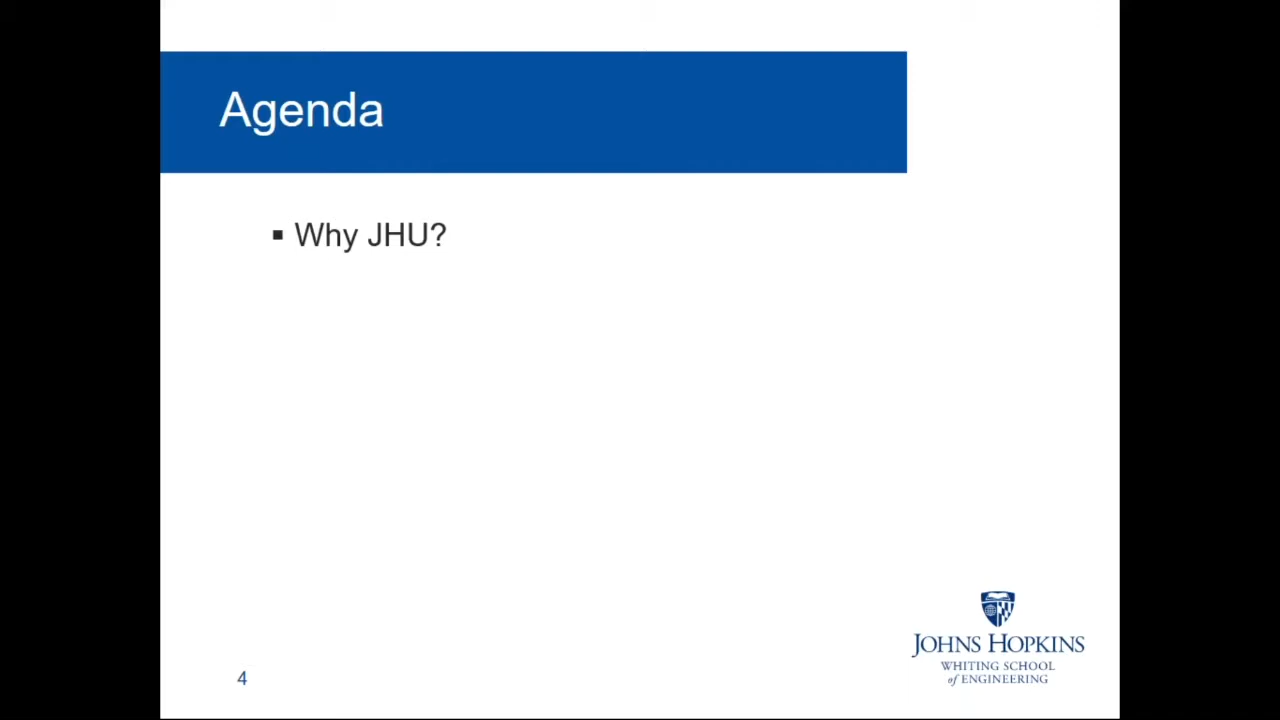 Agenda
▪ Why JHU?
JOHNS HOPKINS
WHITING SCHOOL
of ENGINEERING
4